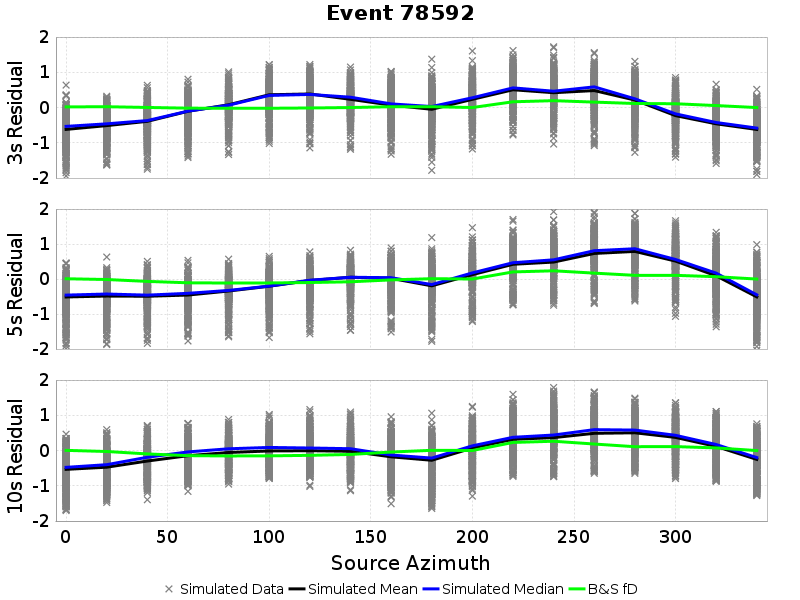 Event 78592
3s Residual
2
1
0
-1
-2
5s Residual
2
1
0
-1
-2
10s Residual
2
1
0
-1
-2
0 50 100 150 200 250 300
Source Azimuth
Simulated Data Simulated Mean Simulated Median B&S fD